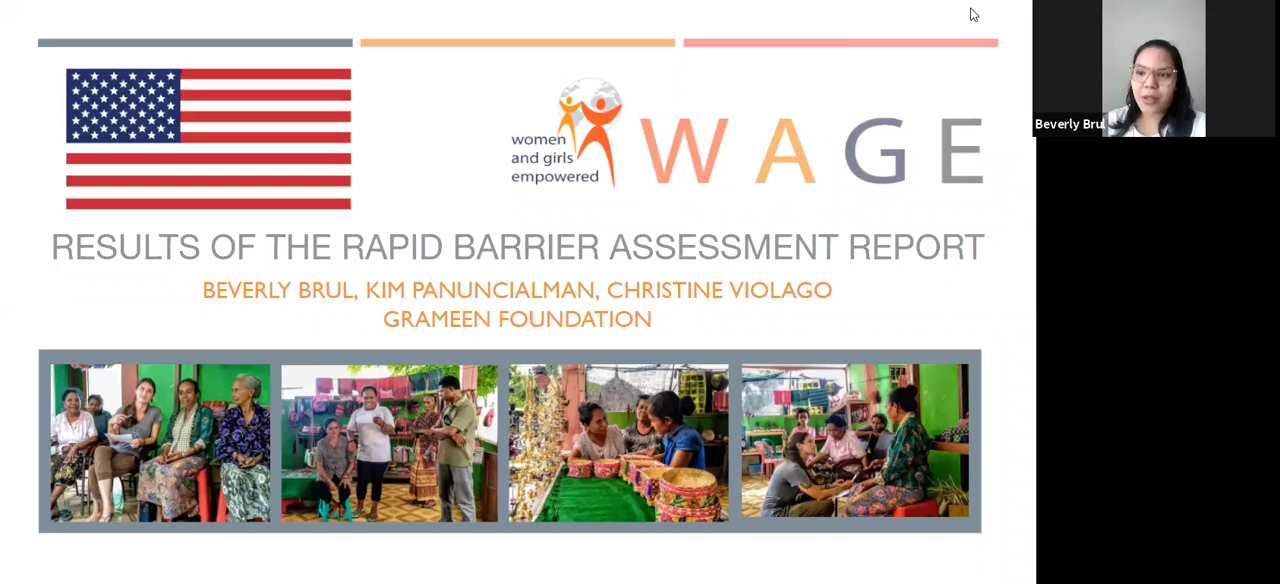 women
and girls
empowered
WAGE
RESULTS OF THE RAPID BARRIER ASSESSMENT REPORT
BEVERLY BRUL, KIM PANUNCIALMAN, CHRISTINE VIOLAGO
GRAMEEN FOUNDATION
Beverly Brul